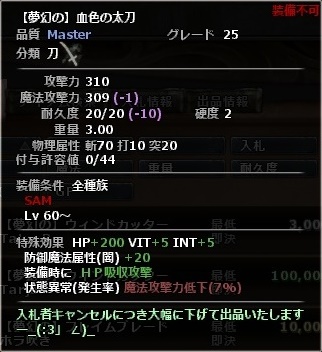 装備不可
【夢幻の】血色の太刀
品質 Master グレード 25
分類 刀
攻撃力 310
魔法攻撃力 309 (-1)
耐久度 20/20 (-10) 硬度 2
重量 3.00
物理属性 斬70 打10 突20
付与許容値 0/44
装備条件 全種族
SAM
Lv 60～
特殊効果 HP+200 VIT+5 INT+5
防御魔法属性(闇) +20
装備時に ＨＰ吸収攻撃
状態異常(発生率) 魔法攻撃力低下(7%)
入札者キャンセルにつき大幅に下げて出品いたします
―_(:3」∠)_